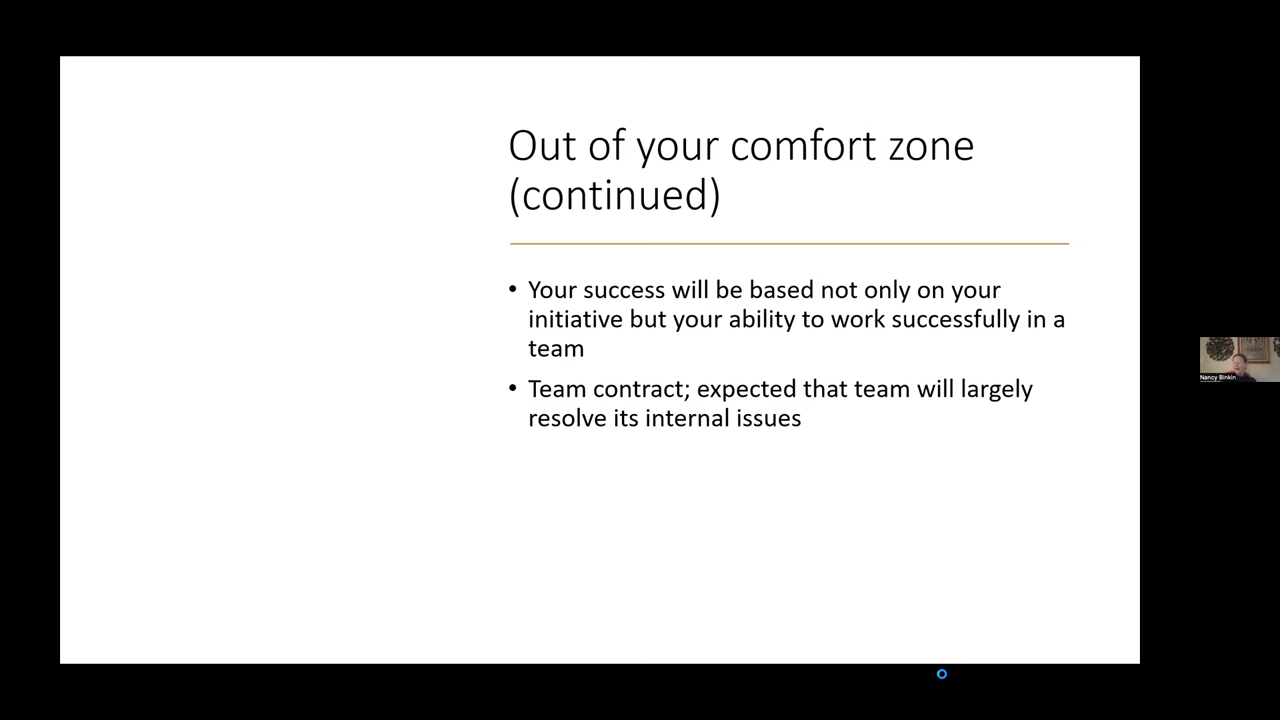 Out of your comfort zone
(continued)
• Your success will be based not only on your
initiative but your ability to work successfully in a
team
• Team contract; expected that team will largely
resolve its internal issues
Nancy Binkin